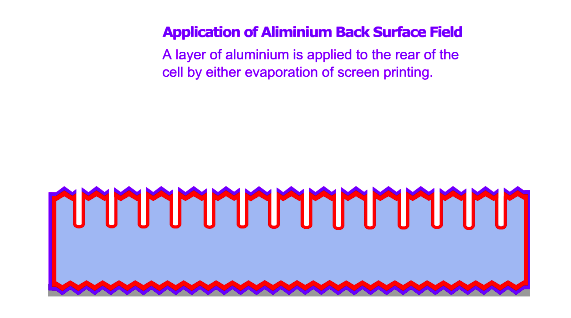 Application of Aliminium Back Surface Field
A layer of aluminium is applied to the rear of the
cell by either evaporation of screen printing.